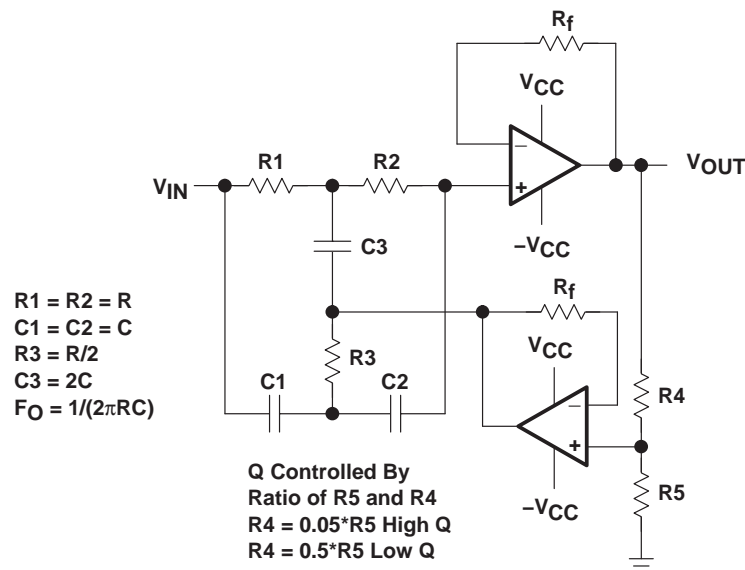 Rf
VCC
R1
R2
−
+
VIN
VOUT
−VCC
C3
Rf
R1 = R2 = R
C1 = C2 = C
R3 = R/2
C3 = 2C
FO = 1/(2πRC)
R3
VCC
C1
C2
−
+
R4
R5
−VCC
Q Controlled By
Ratio of R5 and R4
R4 = 0.05*R5 High Q
R4 = 0.5*R5 Low Q